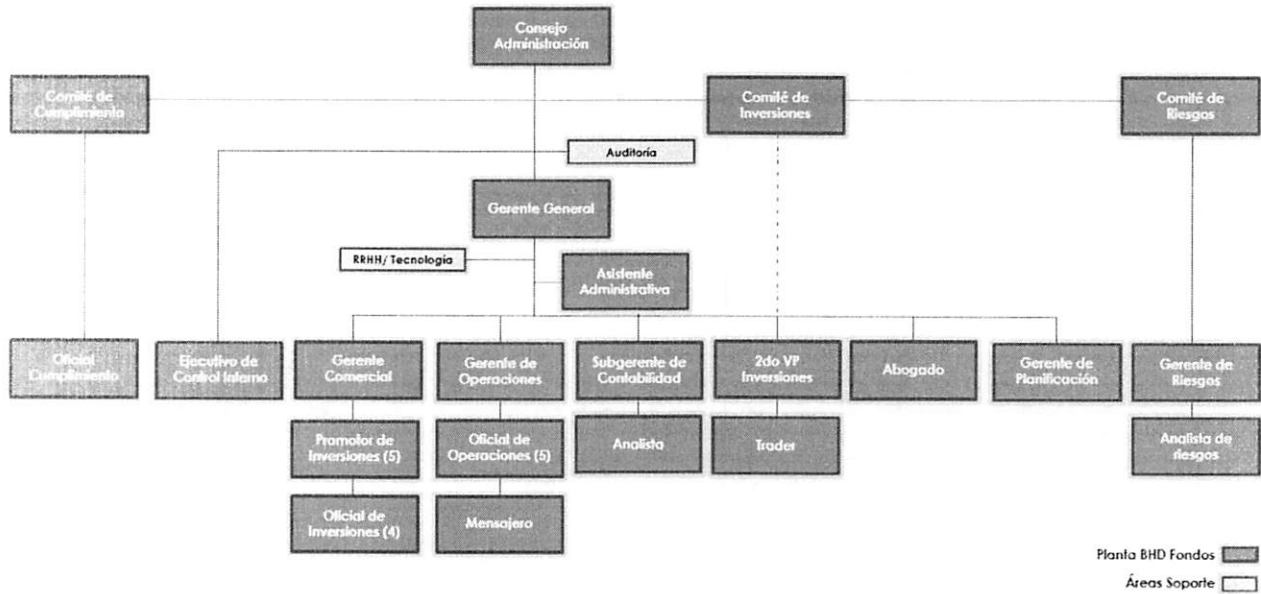 Consejo
Administración
Comité de
Cumplimiento
Comité de
Inversiones
Comité de
Riesgos
Auditoría
Gerente General
RRHH/ Tecnología
Asistente
Administrativa
Oficial
Cumplimiento
Ejecutivo de
Control Interno
Gerente
Comercial
Gerente de
Operaciones
Subgerente de
Contabilidad
2do VP
Inversiones
Abogado
Gerente de
Planificación
Gerente de
Riesgos
Promotor de
Inversiones (5)
Oficial de
Operaciones (5)
Analista
Trader
Analista de
riesgos
Oficial de
Inversiones (4)
Mensajero
Planta BHD Fondos
Áreas Soporte